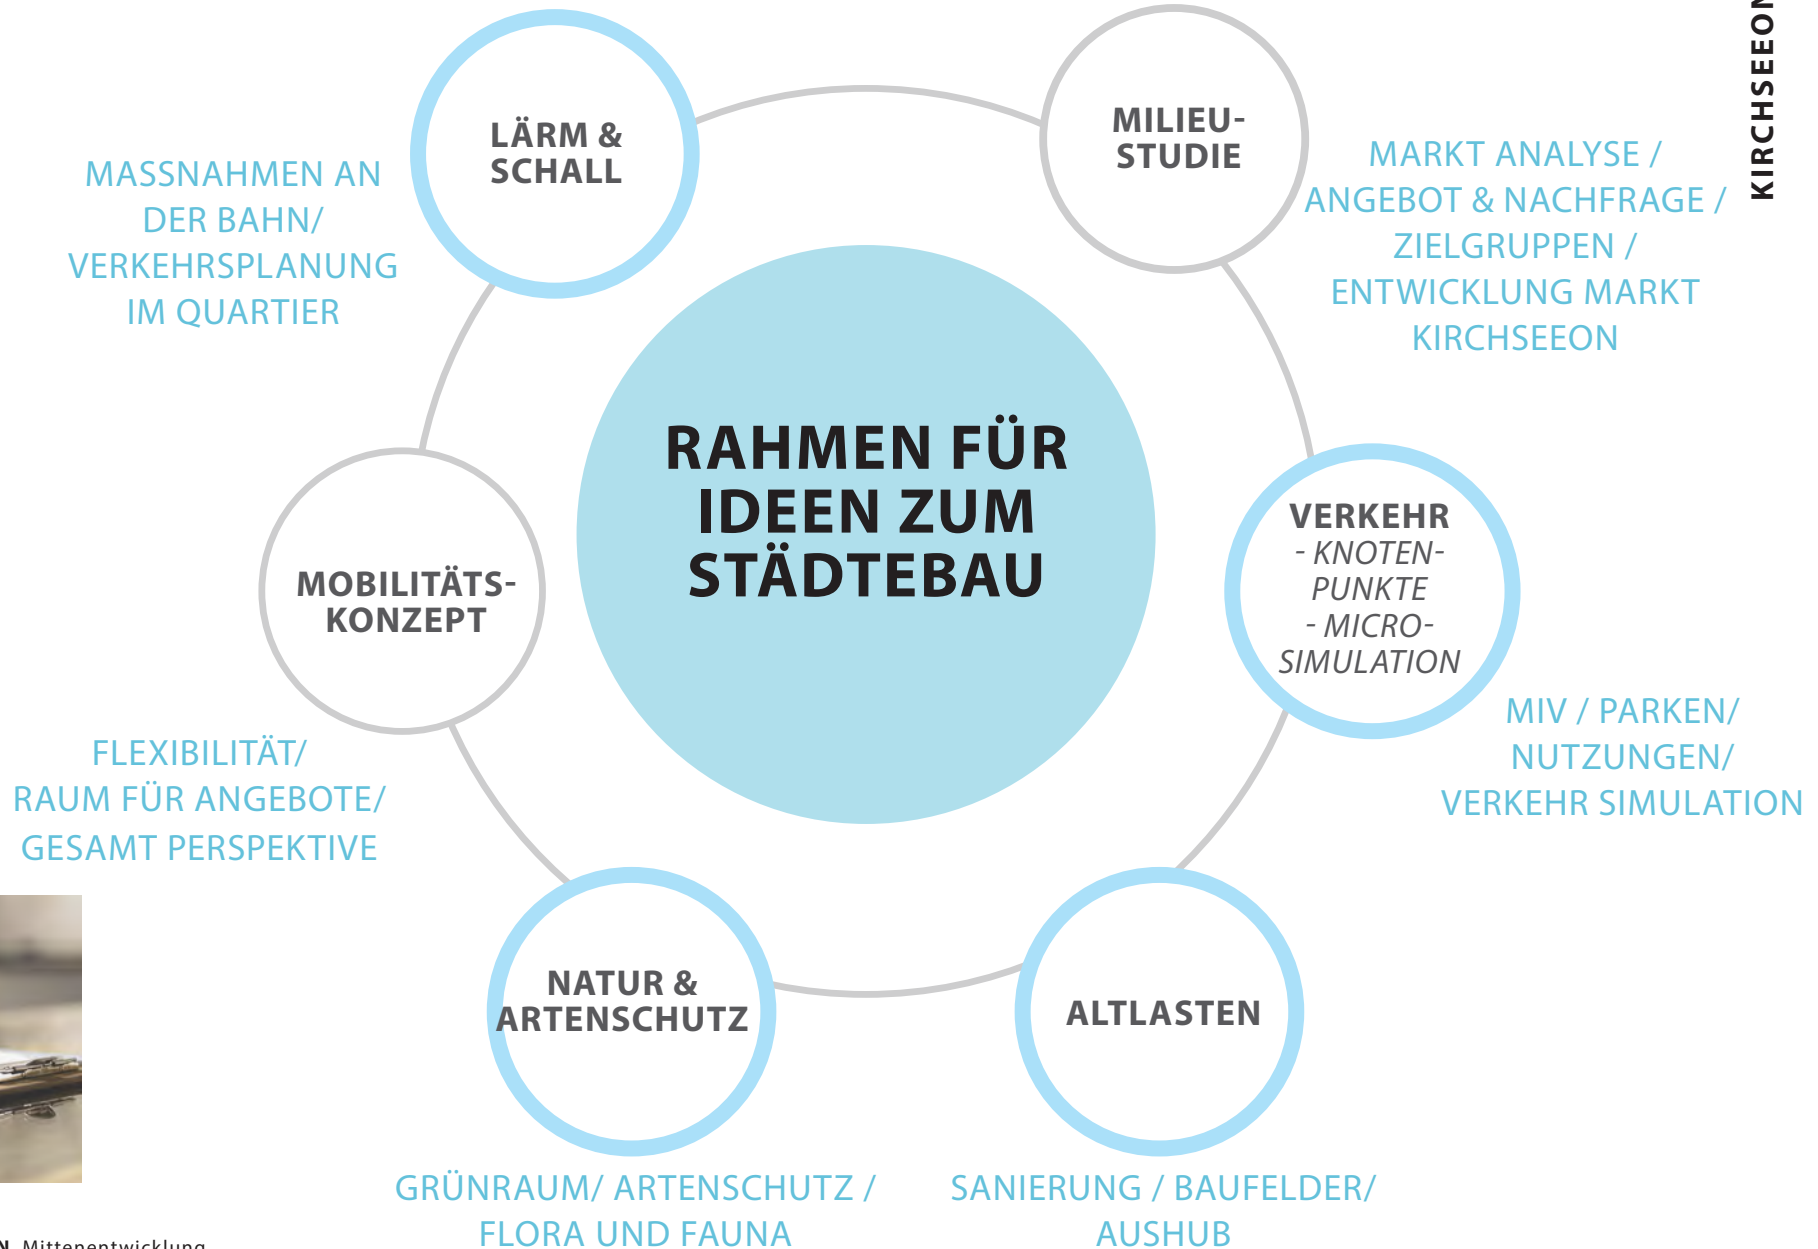 KIRCHSEEON
LÄRM &
SCHALL
MASSNAHMEN AN
DER BAHN/
VERKEHRSPLANUNG
IM QUARTIER
MILIEU-
STUDIE
MARKT ANALYSE /
ANGEBOT & NACHFRAGE /
ZIELGRUPPEN /
ENTWICKLUNG MARKT
KIRCHSEEON
RAHMEN FÜR
IDEEN ZUM
STÄDTEBAU
VERKEHR
- KNOTEN-
PUNKTE
- MICRO-
SIMULATION
MIV / PARKEN/
NUTZUNGEN/
VERKEHR SIMULATION
MOBILITÄTS-
KONZEPT
FLEXIBILITÄT/
RAUM FÜR ANGEBOTE/
GESAMT PERSPEKTIVE
NATUR &
ARTENSCHUTZ
GRÜNRAUM/ ARTENSCHUTZ /
FLORA UND FAUNA
ALTLASTEN
SANIERUNG / BAUFELDER/
AUSHUB
N Mittenentwicklung